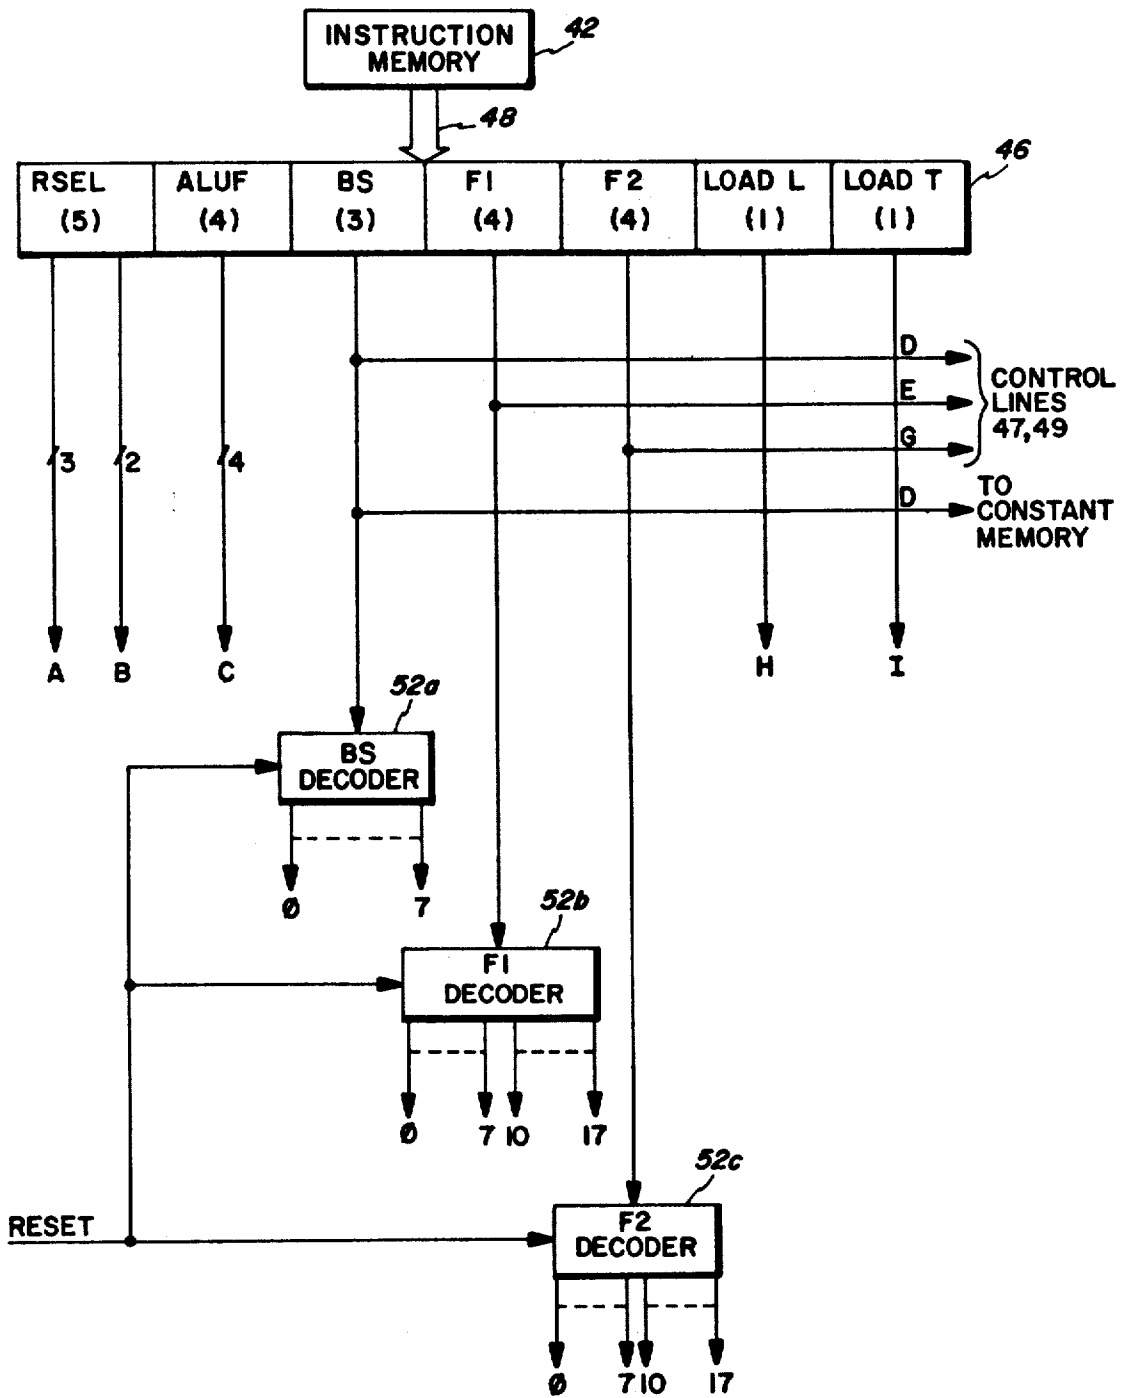 INSTRUCTION
MEMORY
42
48
46
RSEL
(5)
ALUF
(4)
BS
(3)
F1
(4)
F2
(4)
LOAD L
(1)
LOAD T
(1)
D
E
G
CONTROL
LINES
47,49
3
2
4
D
TO
CONSTANT
MEMORY
A
B
C
H
I
52a
BS
DECODER
Ø
7
52b
F1
DECODER
Ø
7
10
17
52c
RESET
F2
DECODER
Ø
7
10
17